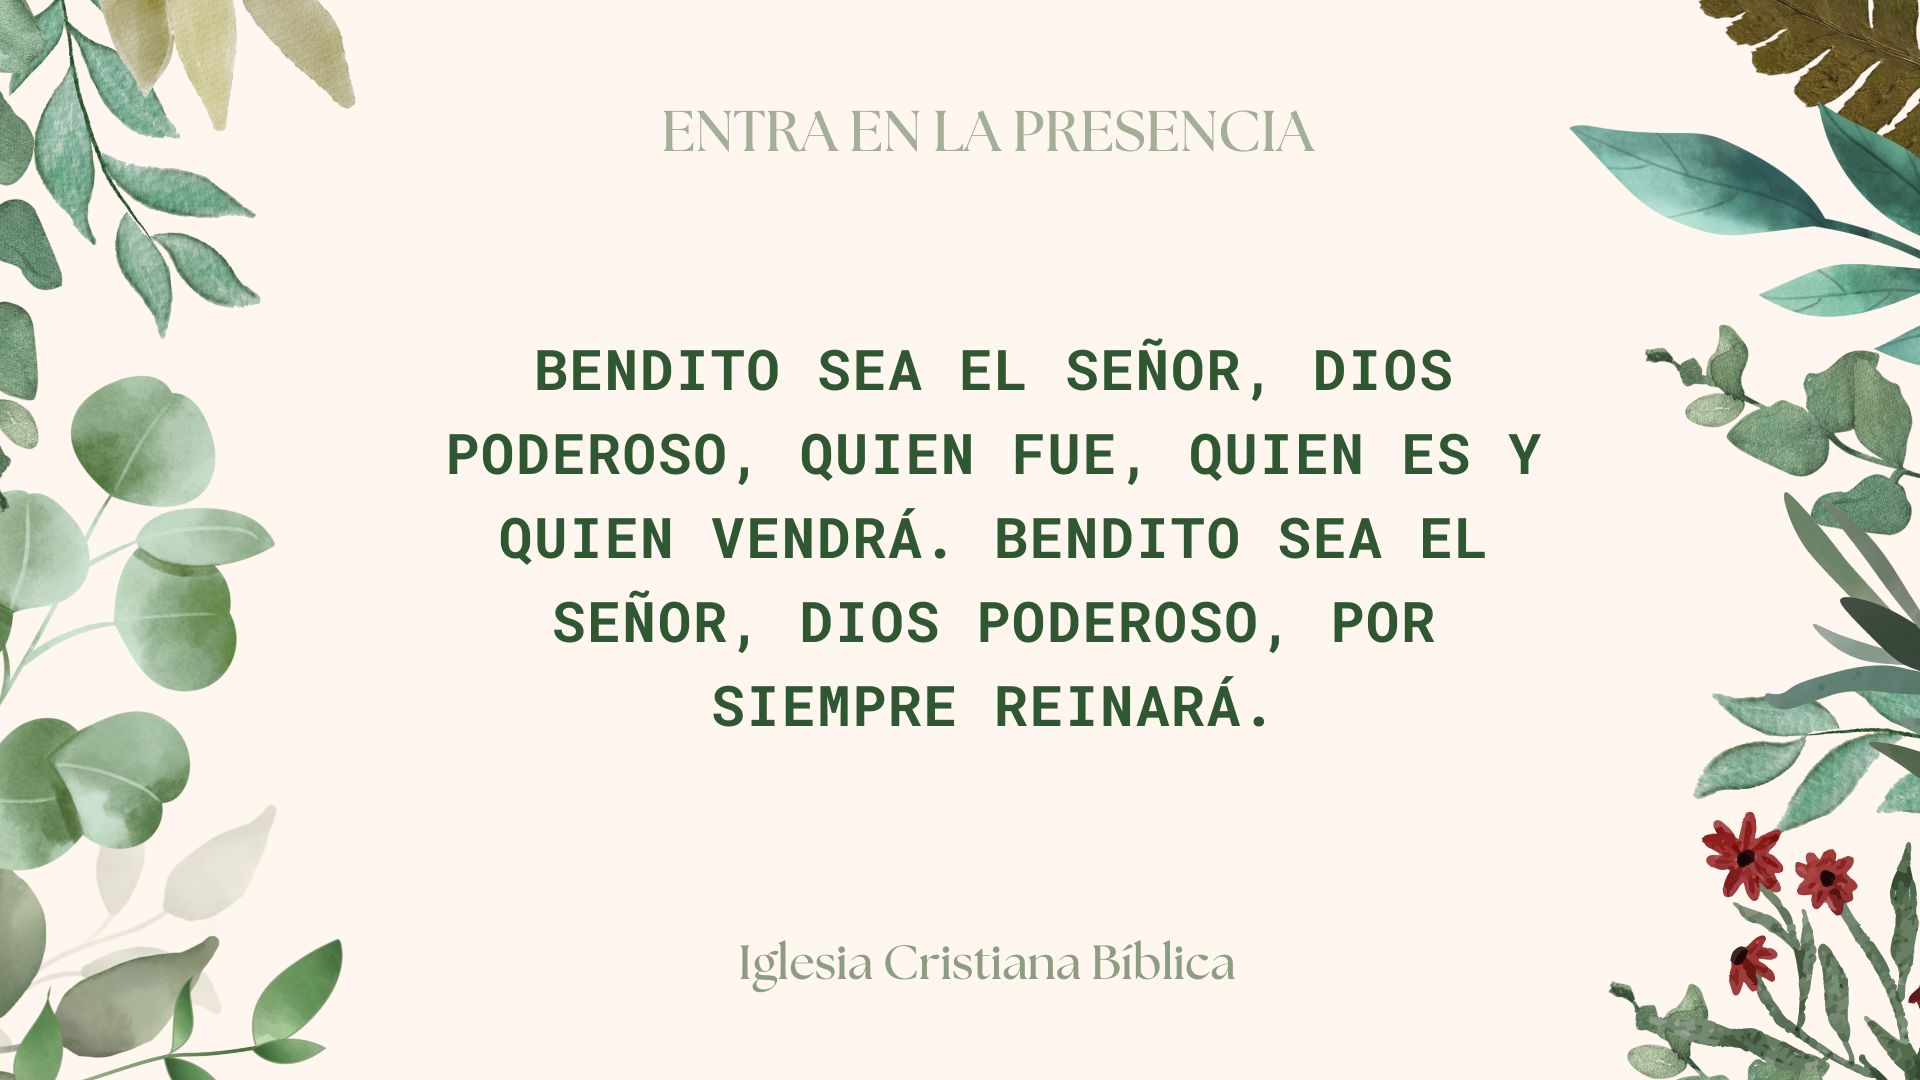 ENTRA EN LA PRESENCIA
BENDITO SEA EL SEÑOR, DIOS
PODEROSO, QUIEN FUE, QUIEN ES Y
QUIEN VENDRÁ. BENDITO SEA EL
SEÑOR, DIOS PODEROSO, POR
SIEMPRE REINARÁ.
Iglesia Cristiana Bíblica